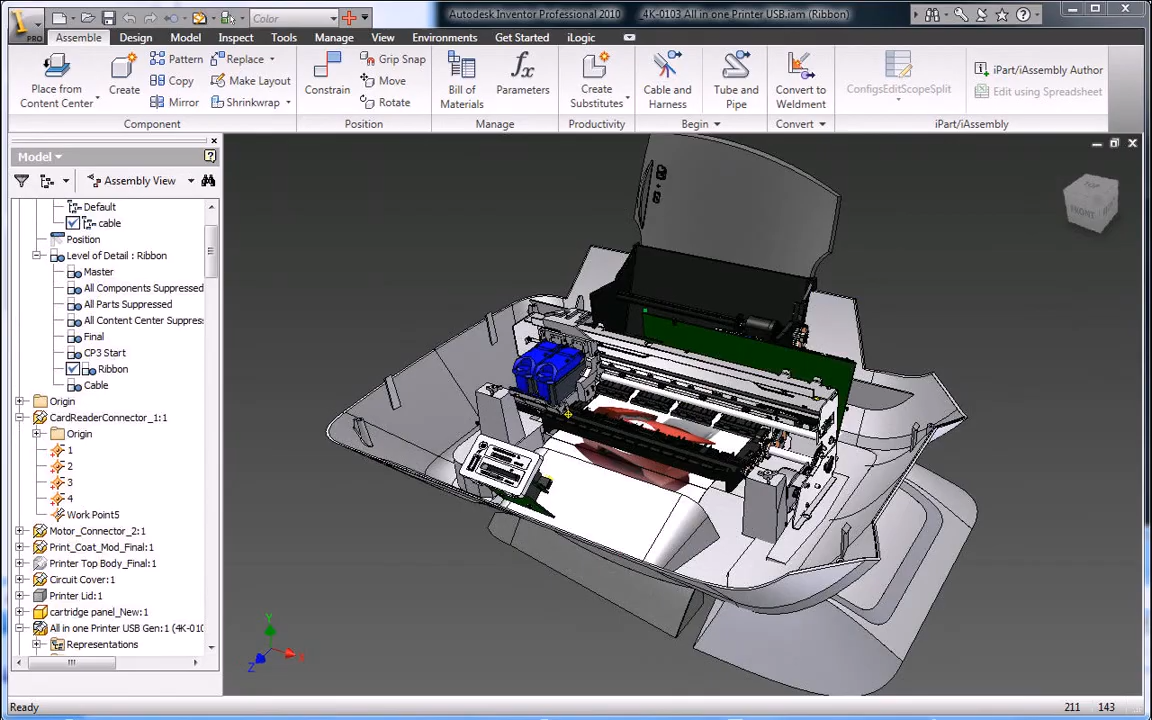 Color
Autodesk Inventor Professional 2010 _4K-0103 All in one Printer USB.iam (Ribbon)
PRO
Assemble Design Model Inspect Tools Manage View Environments Get Started iLogic
Place from Content Center
Create
Pattern
Copy
Mirror
Replace
Make Layout
Shrinkwrap
Component
Constrain
Grip Snap
Move
Rotate
Position
Bill of Materials
Parameters
Manage
Create Substitutes
Productivity
Cable and Harness
Tube and Pipe
Begin
Convert to Weldment
Convert
ConfigsEditScopeSplit
iPart/iAssembly Author
Edit using Spreadsheet
iPart/iAssembly
Model
Assembly View
Default
cable
Position
Level of Detail : Ribbon
Master
All Components Suppressed
All Parts Suppressed
All Content Center Suppres
Final
CP3 Start
Ribbon
Cable
Origin
CardReaderConnector_1:1
Origin
1
2
3
4
Work Point5
Motor_Connector_2:1
Print_Coat_Mod_Final:1
Printer Top Body_Final:1
Circuit Cover:1
Printer Lid:1
cartridge panel_New:1
All in one Printer USB Gen:1 (4K-010
Representations
FRONT
Y
X
Z
Ready
211 143